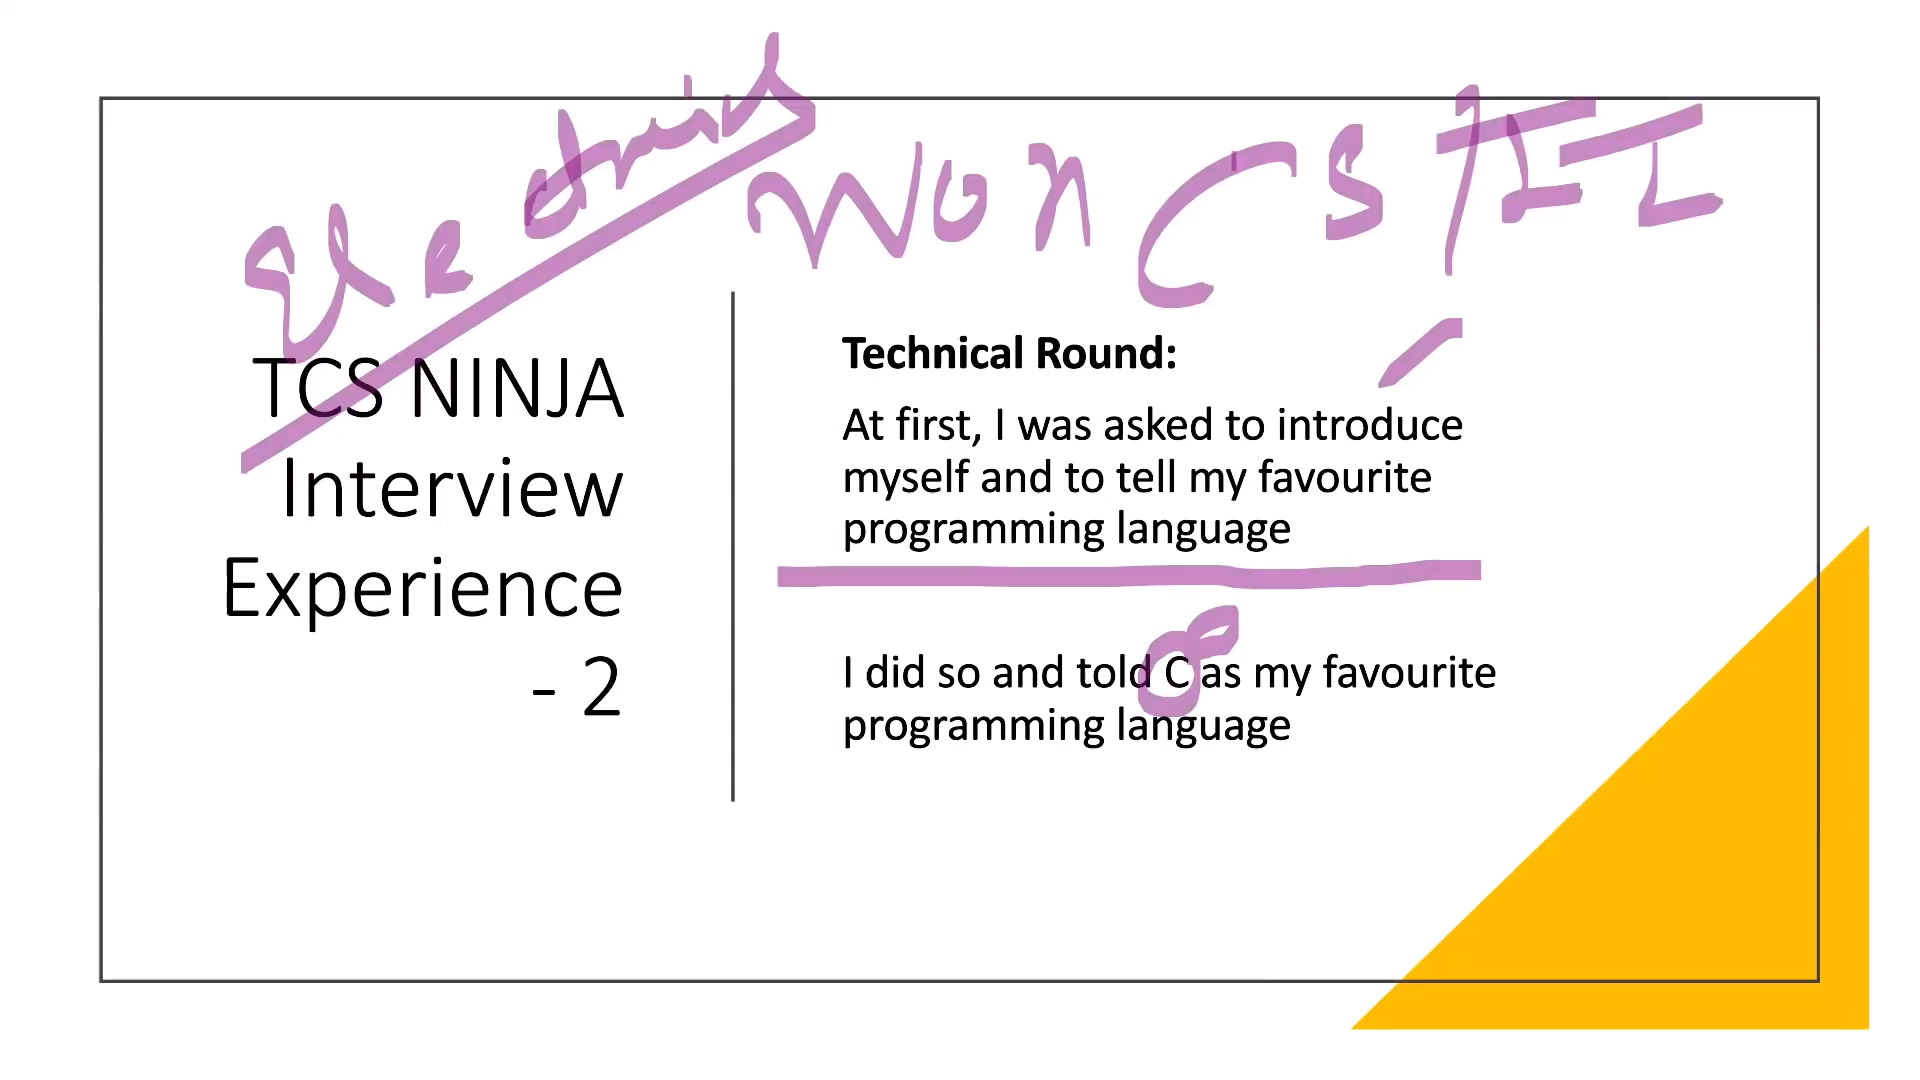 Non CS/IT
TCS NINJA
Interview
Experience
- 2
Technical Round:
At first, I was asked to introduce
myself and to tell my favourite
programming language
I did so and told C as my favourite
programming language